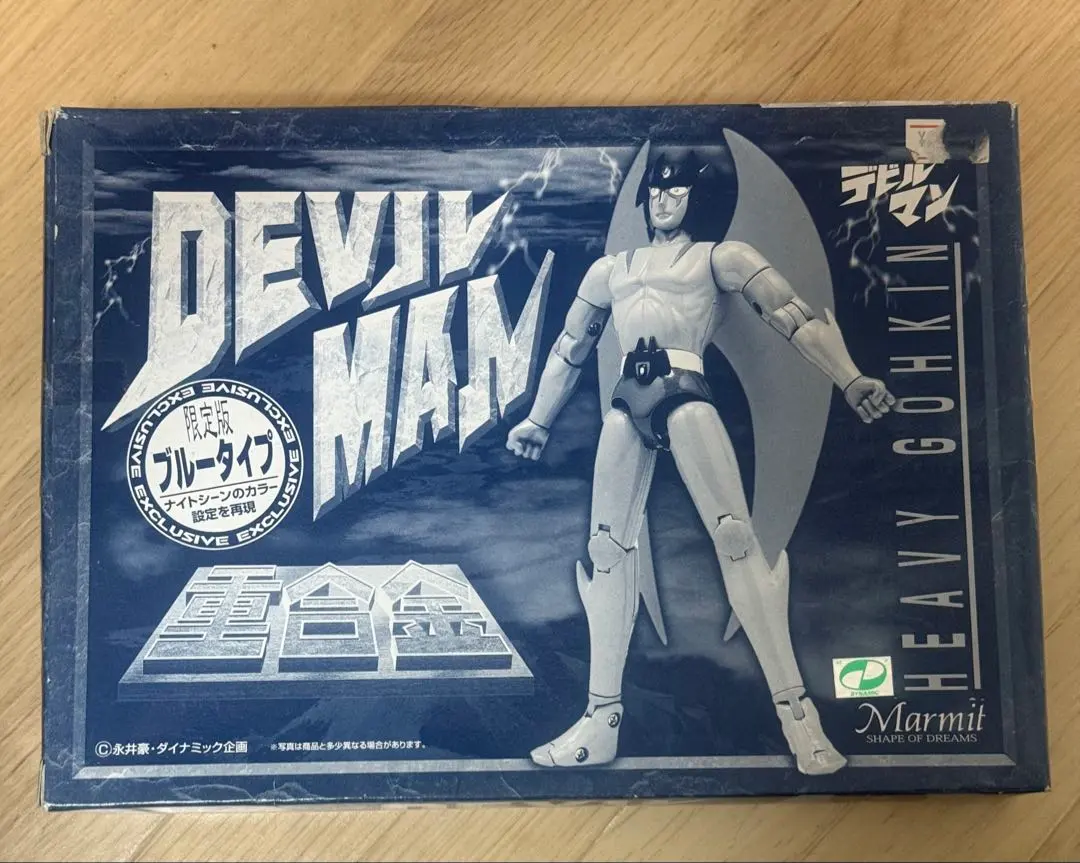 DEVIL
MAN
デビル
マン
HEAVY GOHKIN
EXCLUSIVE EXCLUSIVE EXCLUSIVE EXCLUSIVE
限定版
ブルータイプ
ナイトシーンのカラー
設定を再現
重合金
DYNAMIC
Marmit
SHAPE OF DREAMS
©永井豪・ダイナミック企画
※写真は商品と多少異なる場合があります。